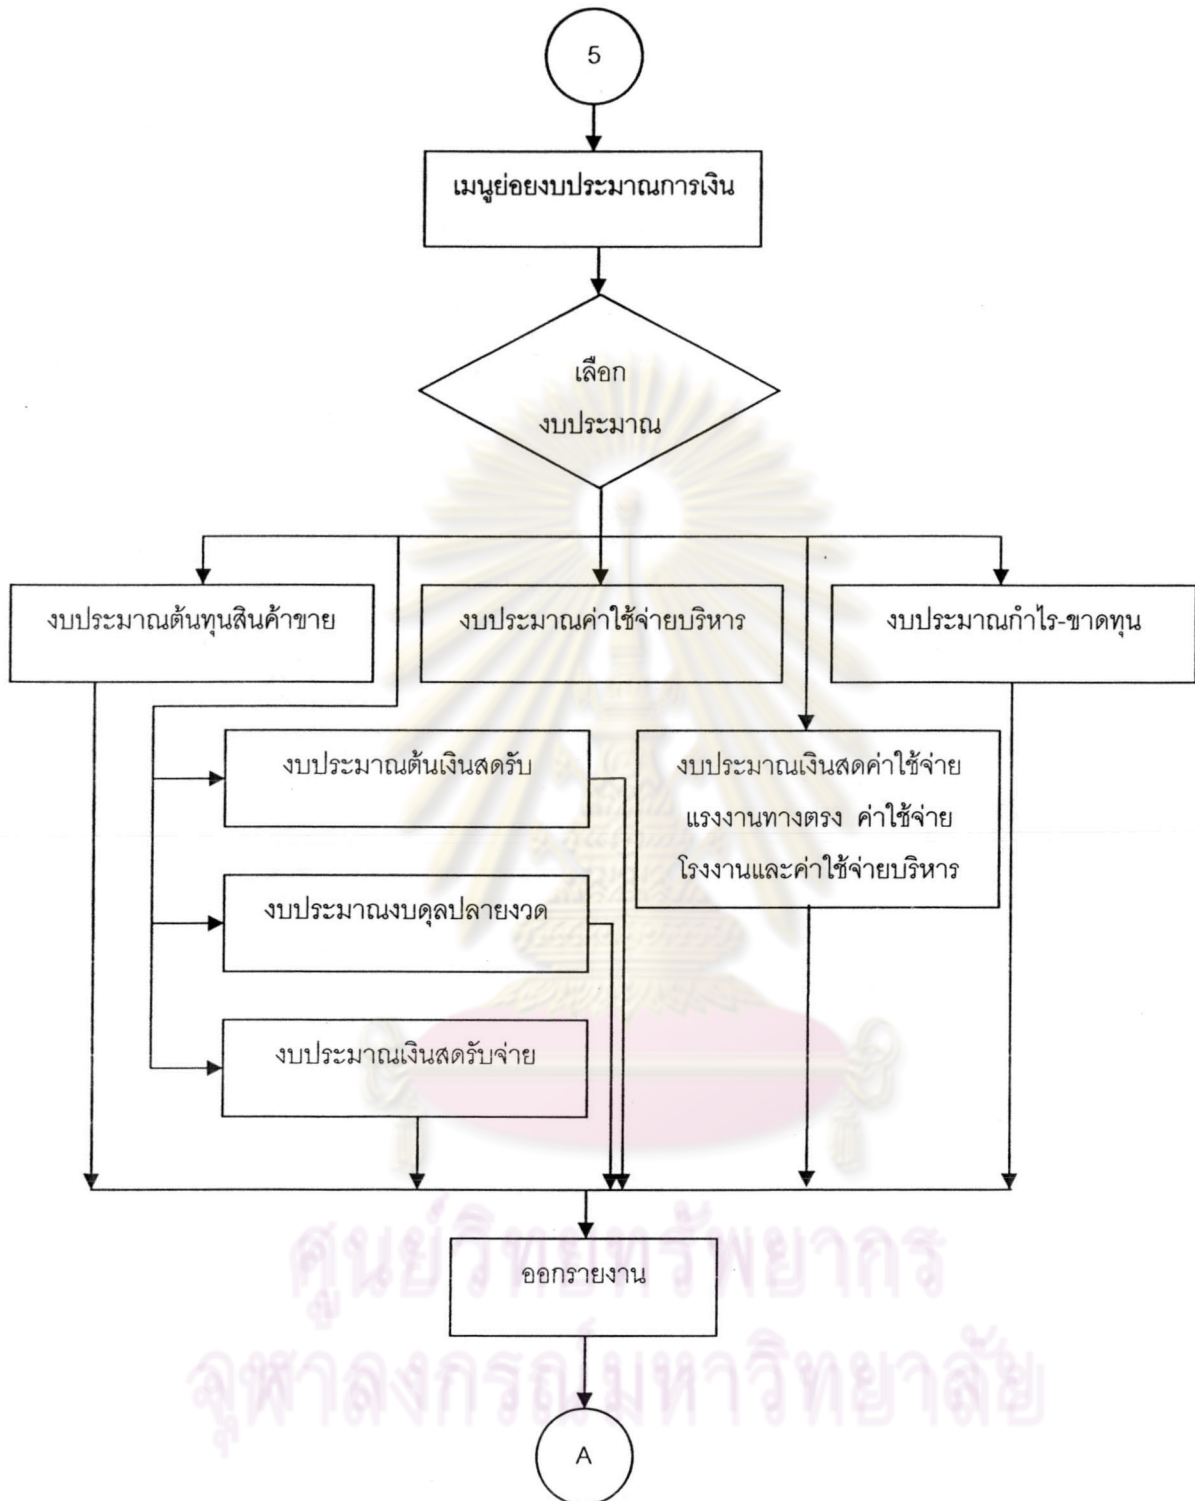 5
เมนูย่อยงบประมาณการเงิน
เลือก
งบประมาณ
งบประมาณต้นทุนสินค้าขาย
งบประมาณค่าใช้จ่ายบริหาร
งบประมาณกำไร-ขาดทุน
งบประมาณต้นเงินสดรับ
งบประมาณเงินสดค่าใช้จ่าย
แรงงานทางตรง ค่าใช้จ่าย
โรงงานและค่าใช้จ่ายบริหาร
งบประมาณงบดุลปลายงวด
งบประมาณเงินสดรับจ่าย
ออกรายงาน
A
ศูนย์วิทยทรัพยากร
จุฬาลงกรณ์มหาวิทยาลัย